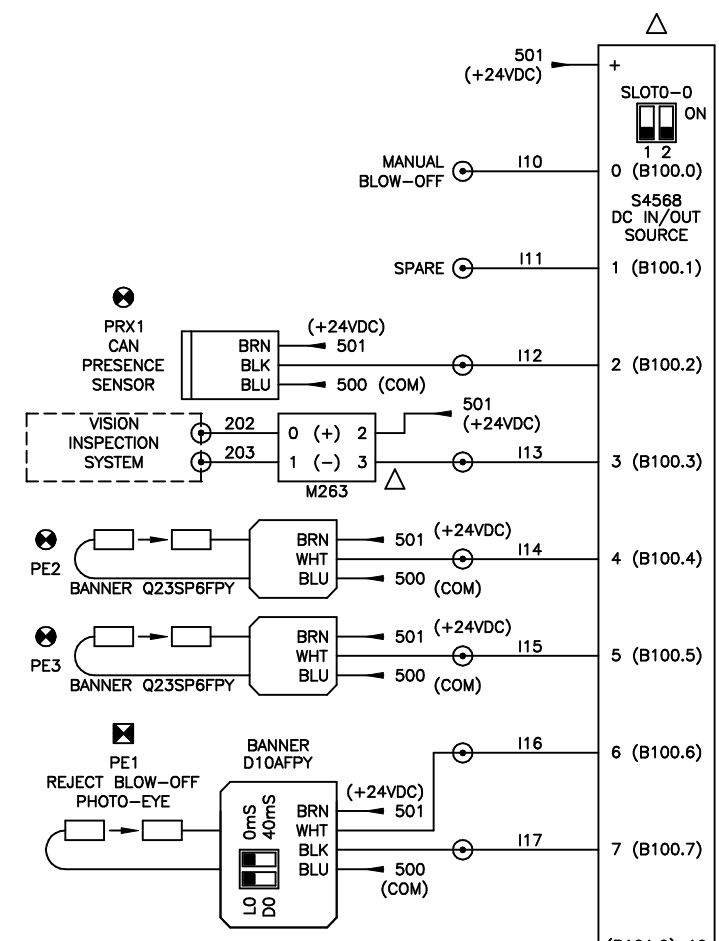 501
(+24VDC)
+
SLOT0-0
ON
1 2
MANUAL
BLOW-OFF
I10
0 (B100.0)
S4568
DC IN/OUT
SOURCE
SPARE
I11
1 (B100.1)
PRX1
CAN
PRESENCE
SENSOR
(+24VDC)
BRN 501
BLK
BLU 500 (COM)
I12
2 (B100.2)
VISION
INSPECTION
SYSTEM
202
203
0 (+) 2
1 (-) 3
M263
501
(+24VDC)
I13
3 (B100.3)
PE2
BANNER Q23SP6FPY
BRN 501 (+24VDC)
WHT
BLU 500 (COM)
I14
4 (B100.4)
PE3
BANNER Q23SP6FPY
BRN 501 (+24VDC)
WHT
BLU 500 (COM)
I15
5 (B100.5)
PE1
REJECT BLOW-OFF
PHOTO-EYE
BANNER
D10AFPY
0mS
40mS
LO
DO
(+24VDC)
BRN 501
WHT
BLK
BLU 500
(COM)
I16
6 (B100.6)
I17
7 (B100.7)